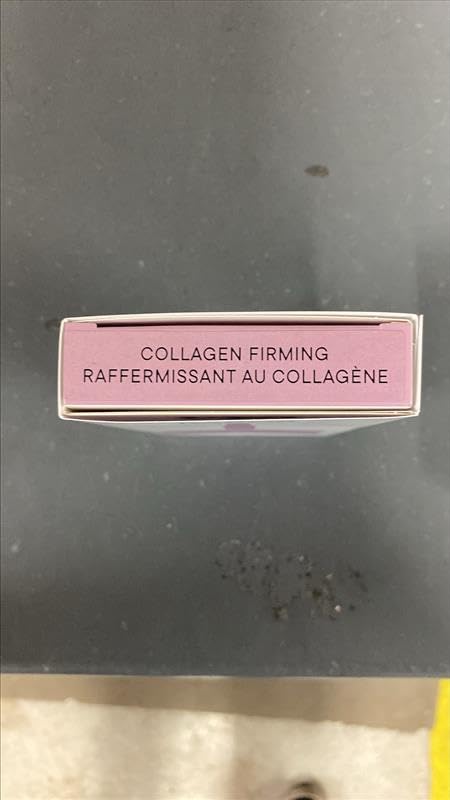 COLLAGEN FIRMING
RAFFERMISSANT AU COLLAGÈNE